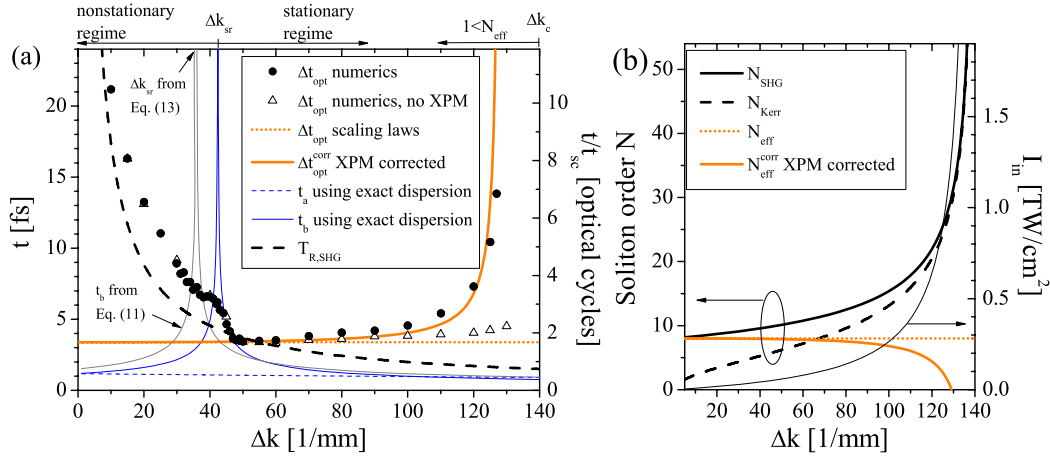 nonstationary
regime
Δk_sr
stationary
regime
1<N_eff
Δk_c
(a)
Δk_sr from
Eq. (13)
Δt_opt numerics
Δt_opt numerics, no XPM
Δt_opt scaling laws
Δt_opt^corr XPM corrected
t_a using exact dispersion
t_b using exact dispersion
T_R,SHG
t_b from
Eq. (11)
20
15
10
5
0
t [fs]
10
8
6
4
2
0
t/t_sc [optical cycles]
0 20 40 60 80 100 120 140
Δk [1/mm]
(b)
N_SHG
N_Kerr
N_eff
N_eff^corr XPM corrected
50
40
30
20
10
0
Soliton order N
1.5
1.0
0.5
0.0
I_in [TW/cm²]
20 40 60 80 100 120 140
Δk [1/mm]